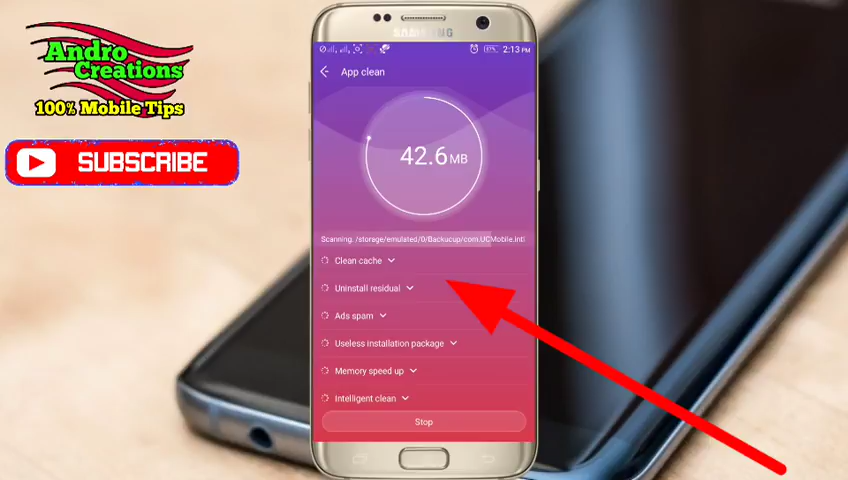 Andro
Creations
100% Mobile Tips
SUBSCRIBE
SAMSUNG
2:13 PM
App clean
42.6 MB
Scanning: /storage/emulated/0/Backucup/com.UCMobile.intl
Clean cache
Uninstall residual
Ads spam
Useless installation package
Memory speed up
Intelligent clean
Stop